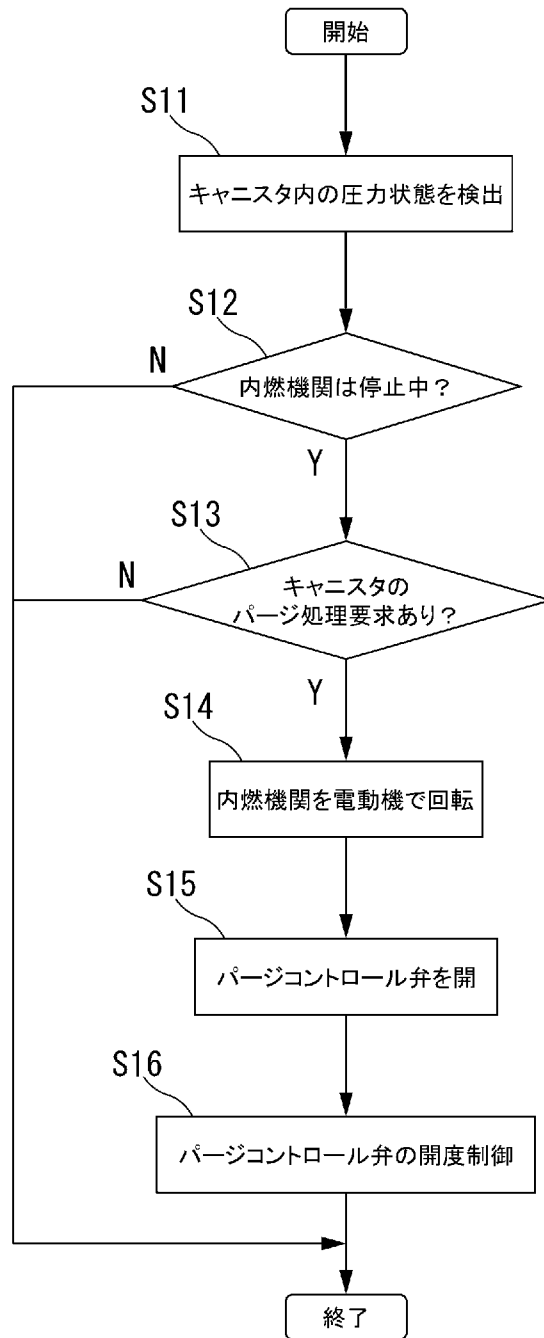 開始
S11
キャニスタ内の圧力状態を検出
S12
N
内燃機関は停止中？
Y
S13
N
キャニスタの
パージ処理要求あり？
Y
S14
内燃機関を電動機で回転
S15
パージコントロール弁を開
S16
パージコントロール弁の開度制御
終了